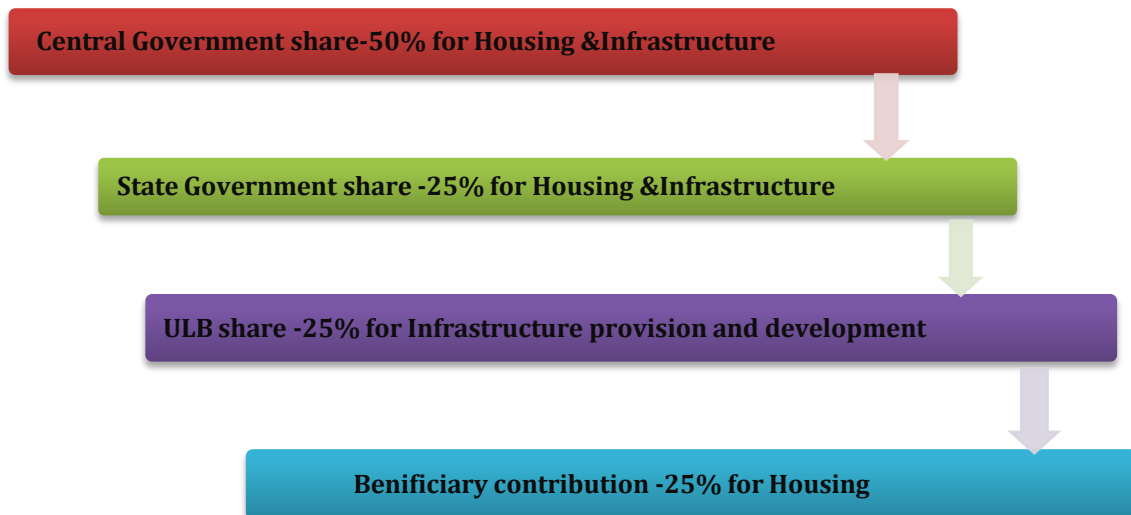 Central Government share-50% for Housing &Infrastructure
State Government share -25% for Housing &Infrastructure
ULB share -25% for Infrastructure provision and development
Benificiary contribution -25% for Housing